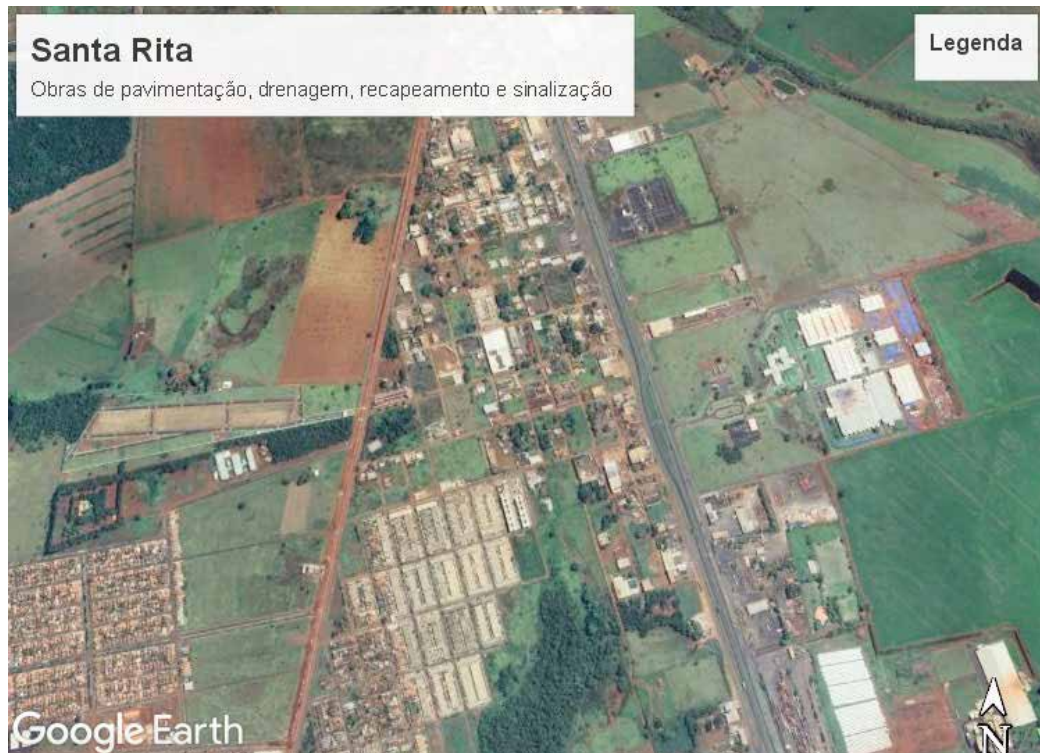 Santa Rita
Obras de pavimentação, drenagem, recapeamento e sinalização
Legenda
Google Earth
N